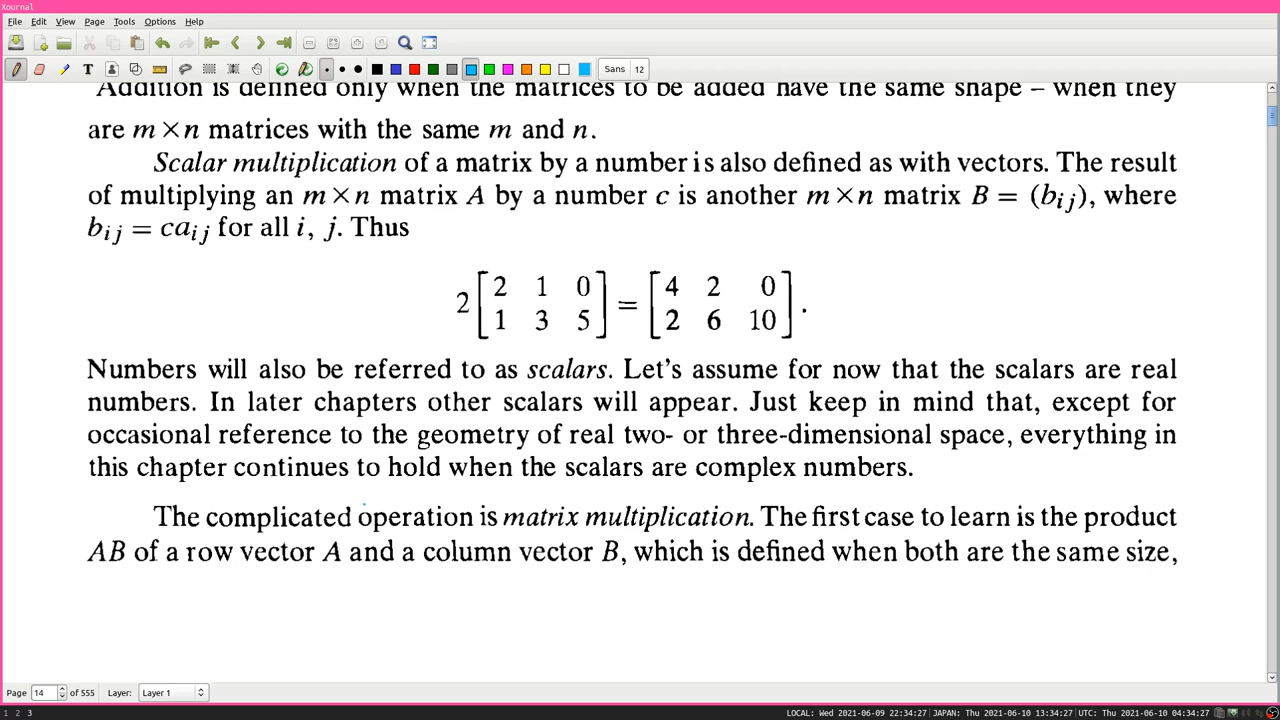 Xournal
File Edit View Page Tools Options Help
Sans 12
Addition is defined only when the matrices to be added have the same shape – when they
are m × n matrices with the same m and n.
Scalar multiplication of a matrix by a number is also defined as with vectors. The result
of multiplying an m × n matrix A by a number c is another m × n matrix B = (bij), where
bij = caij for all i, j. Thus
2 [2 1 0] = [4 2 0]
[1 3 5] [2 6 10].
Numbers will also be referred to as scalars. Let's assume for now that the scalars are real
numbers. In later chapters other scalars will appear. Just keep in mind that, except for
occasional reference to the geometry of real two- or three-dimensional space, everything in
this chapter continues to hold when the scalars are complex numbers.
The complicated operation is matrix multiplication. The first case to learn is the product
AB of a row vector A and a column vector B, which is defined when both are the same size,
Page 14 of 555 Layer: Layer 1
1 2 3 LOCAL: Wed 2021-06-09 22:34:27|JAPAN: Thu 2021-06-10 13:34:27|UTC: Thu 2021-06-10 04:34:27